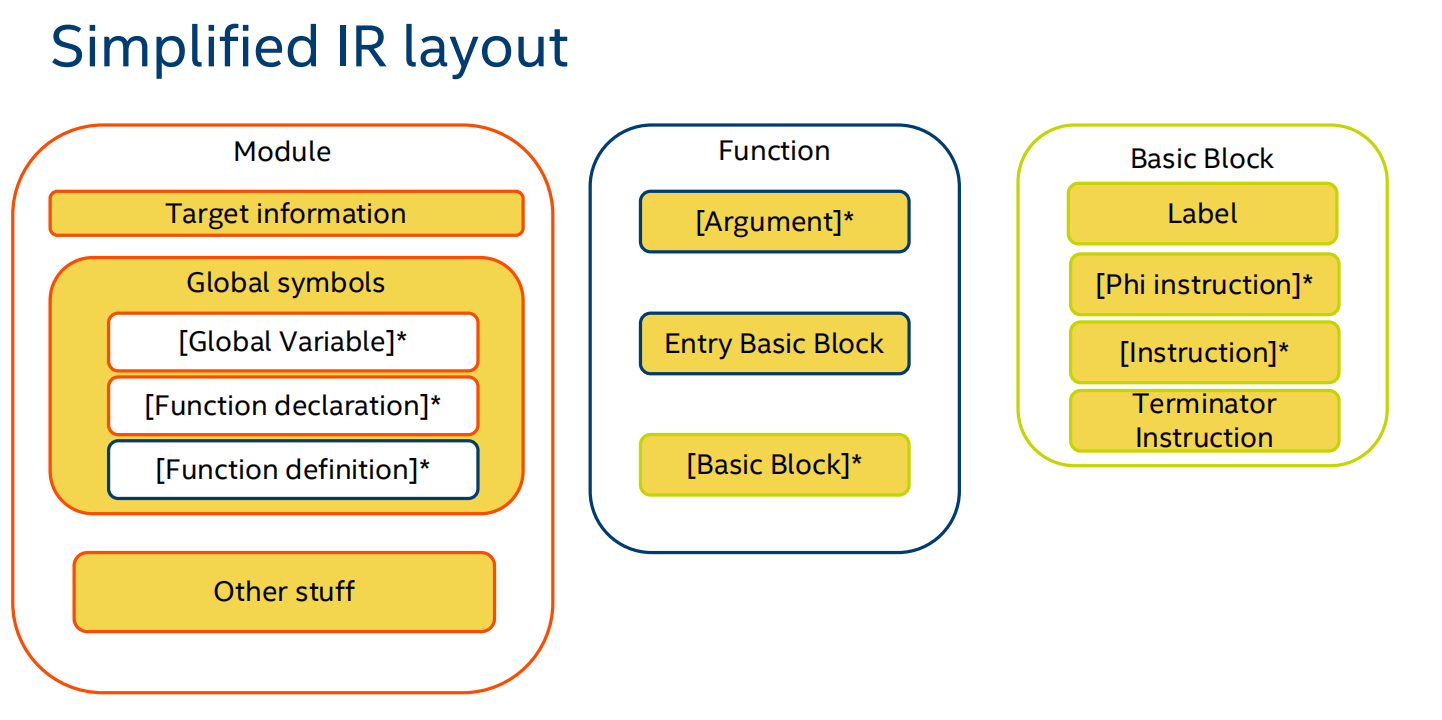 Simplified IR layout
Module
Target information
Global symbols
[Global Variable]*
[Function declaration]*
[Function definition]*
Other stuff
Function
[Argument]*
Entry Basic Block
[Basic Block]*
Basic Block
Label
[Phi instruction]*
[Instruction]*
Terminator
Instruction